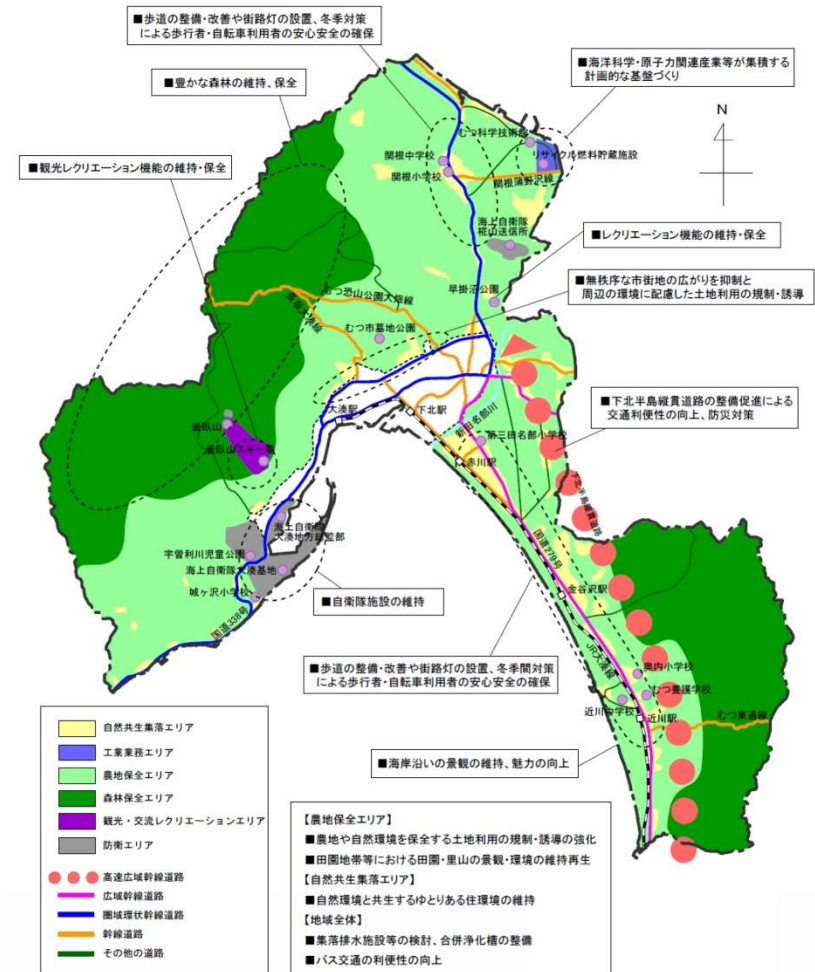 ■歩道の整備・改善や街路灯の設置、冬季対策
による歩行者・自転車利用者の安心安全の確保
■海洋科学・原子力関連産業等が集積する
計画的な基盤づくり
■豊かな森林の維持、保全
N
むつ科学技術館
関根中学校
リサイクル燃料貯蔵施設
■観光レクリエーション機能の維持・保全
関根小学校
関根蒲野沢線
海上自衛隊
樺山送信所
■レクリエーション機能の維持・保全
早掛沼公園
■無秩序な市街地の広がりを抑制と
周辺の環境に配慮した土地利用の規制・誘導
むつ恐山公園大畑線
長坂大湊線
むつ市墓地公園
■下北半島縦貫道路の整備促進による
交通利便性の向上、防災対策
大湊駅
下北駅
新田名部川
第三田名部小学校
釜臥山
赤川駅
釜臥山スキー場
下北半島縦貫道路
海上自衛隊
大湊地方総監部
国道279号
宇曽利川児童公園
海上自衛隊大湊基地
金谷沢駅
城ヶ沢小学校
■自衛隊施設の維持
国道338号
JR大湊線
奥内小学校
■歩道の整備・改善や街路灯の設置、冬季間対策
による歩行者・自転車利用者の安心安全の確保
むつ養護学校
近川中学校
近川駅
むつ東通線
■海岸沿いの景観の維持、魅力の向上
自然共生集落エリア
工業業務エリア
農地保全エリア
森林保全エリア
観光・交流レクリエーションエリア
防衛エリア
高速広域幹線道路
広域幹線道路
圏域環状幹線道路
幹線道路
その他の道路
【農地保全エリア】
■農地や自然環境を保全する土地利用の規制・誘導の強化
■田園地帯等における田園・里山の景観・環境の維持再生
【自然共生集落エリア】
■自然環境と共生するゆとりある住環境の維持
【地域全体】
■集落排水施設等の検討、合併浄化槽の整備
■バス交通の利便性の向上